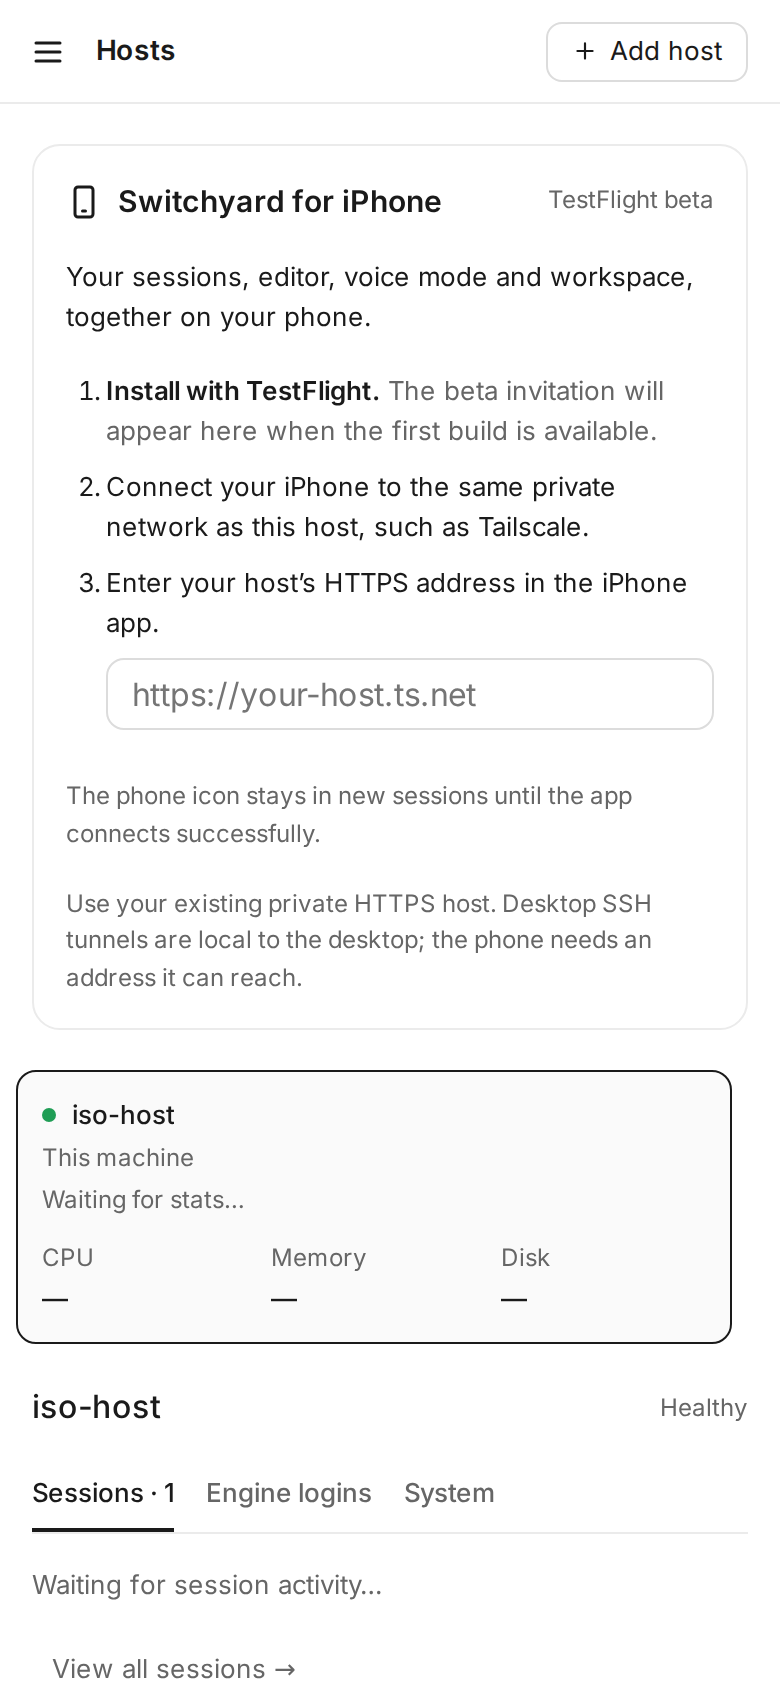 Hosts
+ Add host
Switchyard for iPhone
TestFlight beta
Your sessions, editor, voice mode and workspace,
together on your phone.
1. Install with TestFlight. The beta invitation will
appear here when the first build is available.
2. Connect your iPhone to the same private
network as this host, such as Tailscale.
3. Enter your host’s HTTPS address in the iPhone
app.
https://your-host.ts.net
The phone icon stays in new sessions until the app
connects successfully.
Use your existing private HTTPS host. Desktop SSH
tunnels are local to the desktop; the phone needs an
address it can reach.
iso-host
This machine
Waiting for stats…
CPU Memory Disk
— — —
iso-host
Healthy
Sessions · 1 Engine logins System
Waiting for session activity…
View all sessions →